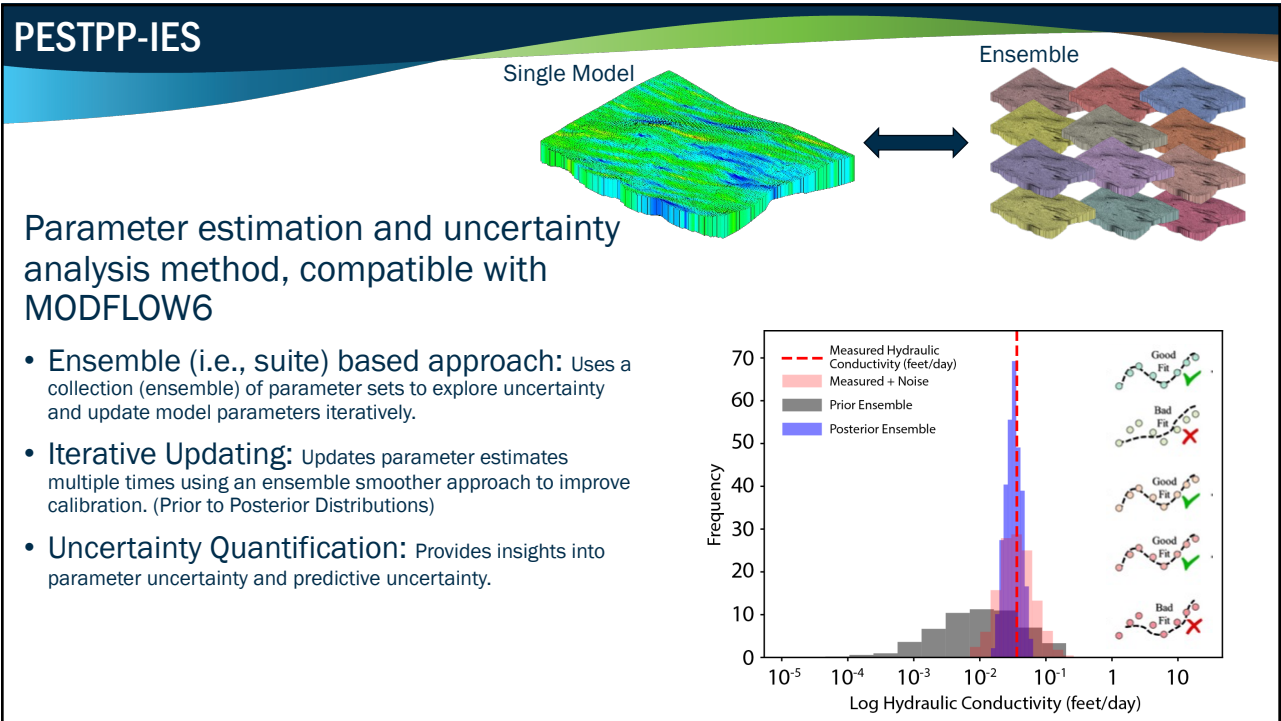 PESTPP-IES
Single Model
Ensemble
Parameter estimation and uncertainty
analysis method, compatible with
MODFLOW6
• Ensemble (i.e., suite) based approach: Uses a
collection (ensemble) of parameter sets to explore uncertainty
and update model parameters iteratively.
• Iterative Updating: Updates parameter estimates
multiple times using an ensemble smoother approach to improve
calibration. (Prior to Posterior Distributions)
• Uncertainty Quantification: Provides insights into
parameter uncertainty and predictive uncertainty.
Measured Hydraulic
Conductivity (feet/day)
Measured + Noise
Prior Ensemble
Posterior Ensemble
Good
Fit
Bad
Fit
Good
Fit
Good
Fit
Bad
Fit
Frequency
70
60
50
40
30
20
10
0
10⁻⁵ 10⁻⁴ 10⁻³ 10⁻² 10⁻¹ 1 10
Log Hydraulic Conductivity (feet/day)